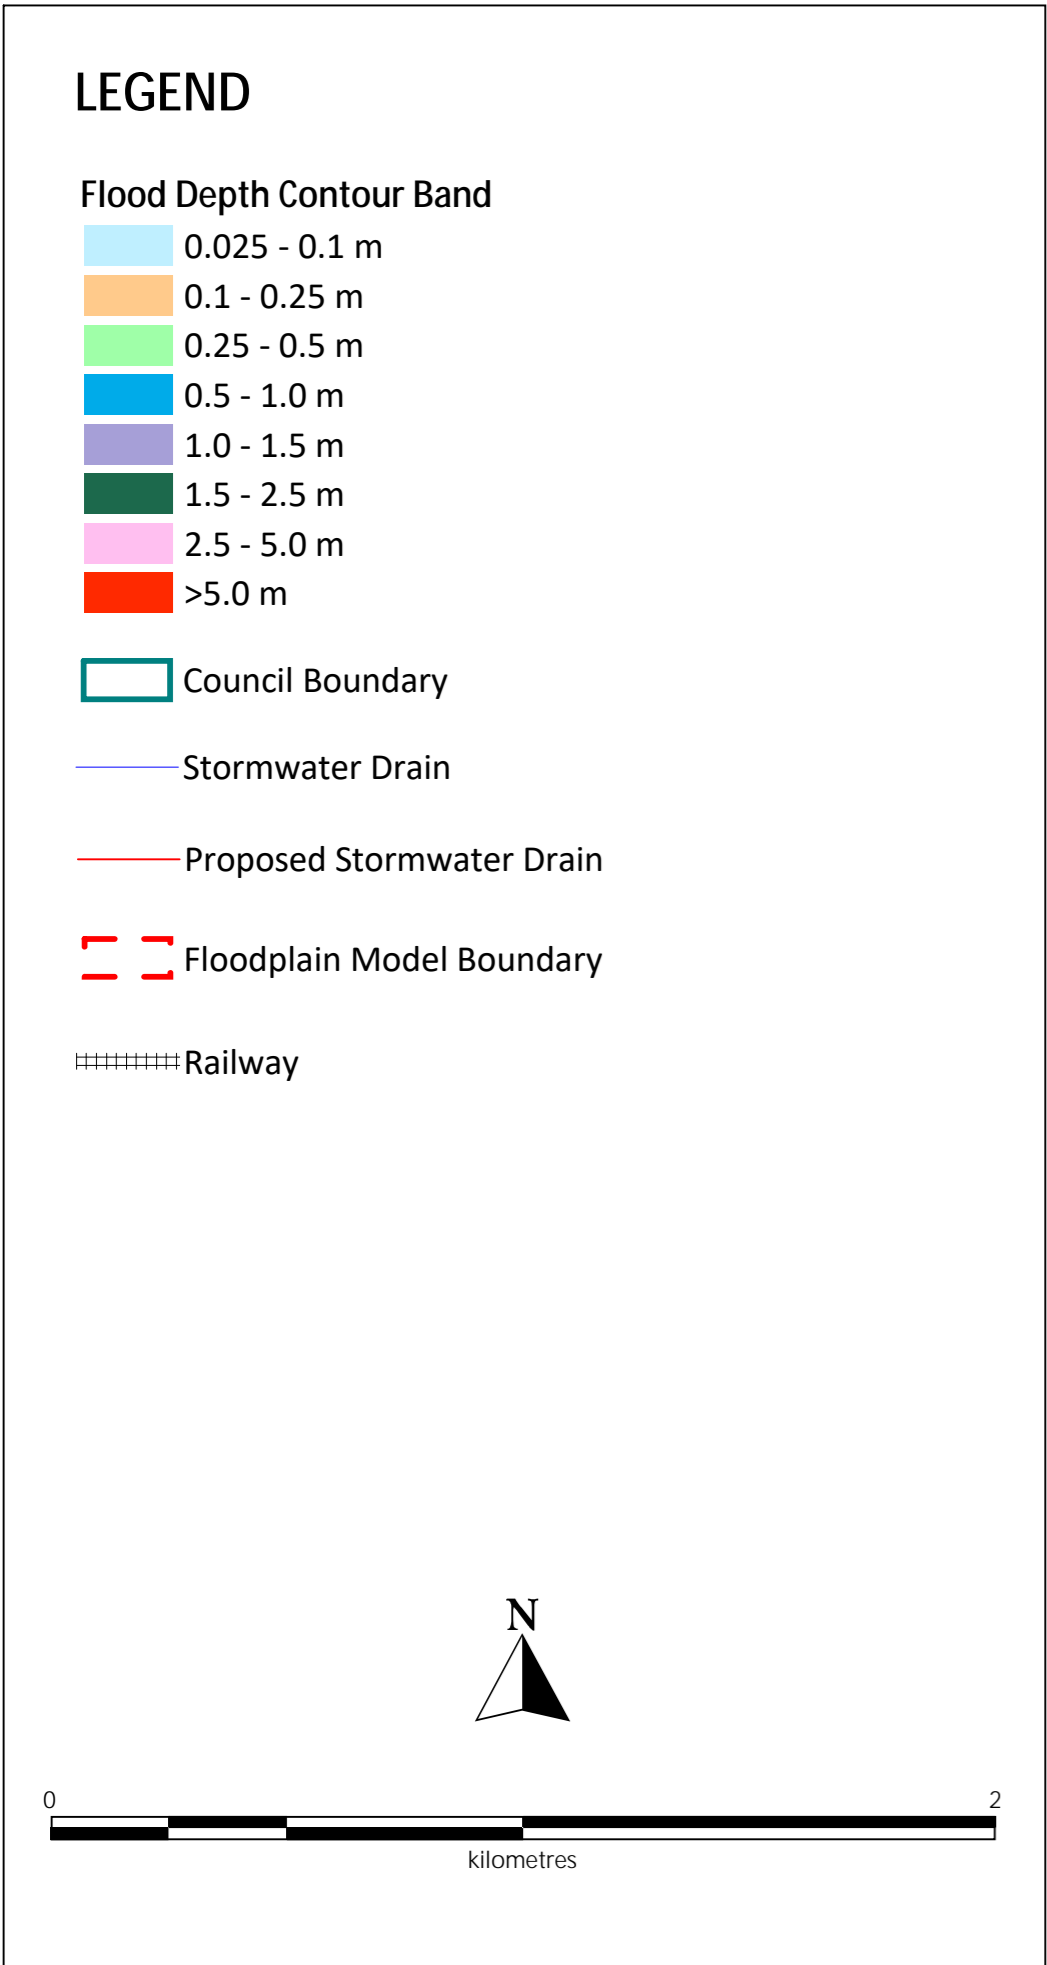 LEGEND
Flood Depth Contour Band
0.025 - 0.1 m
0.1 - 0.25 m
0.25 - 0.5 m
0.5 - 1.0 m
1.0 - 1.5 m
1.5 - 2.5 m
2.5 - 5.0 m
>5.0 m
Council Boundary
Stormwater Drain
Proposed Stormwater Drain
Floodplain Model Boundary
Railway
N
0 2
kilometres